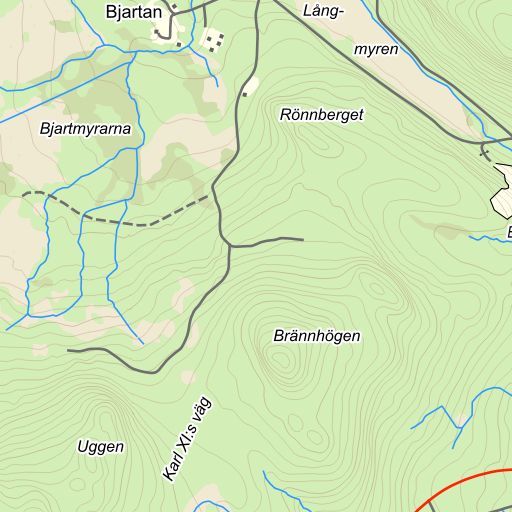 Bjartan
Lång-
myren
Rönnberget
Bjartmyrarna
Brännhögen
Karl XI:s väg
Uggen